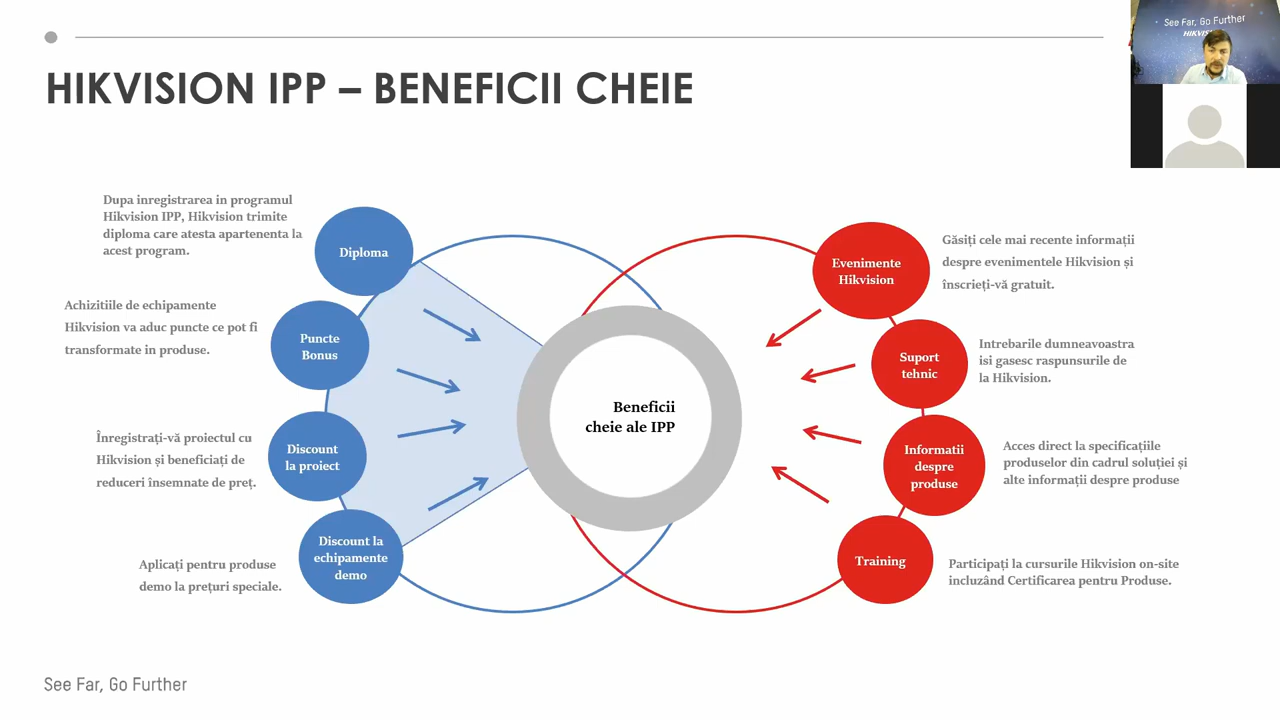 HIKVISION IPP – BENEFICII CHEIE
See Far, Go Further
Dupa inregistrarea in programul
Hikvision IPP, Hikvision trimite
diploma care atesta apartenenta la
acest program.
Diploma
Achizitiile de echipamente
Hikvision va aduc puncte ce pot fi
transformate in produse.
Puncte
Bonus
Înregistrați-vă proiectul cu
Hikvision și beneficiați de
reduceri însemnate de preț.
Discount
la proiect
Aplicați pentru produse
demo la prețuri speciale.
Discount la
echipamente
demo
Beneficii
cheie ale IPP
Evenimente
Hikvision
Găsiți cele mai recente informații
despre evenimentele Hikvision și
înscrieți-vă gratuit.
Suport
tehnic
Intrebarile dumneavoastra
isi gasesc raspunsurile de
la Hikvision.
Informatii
despre
produse
Acces direct la specificațiile
produselor din cadrul soluției și
alte informații despre produse
Training
Participați la cursurile Hikvision on-site
incluzând Certificarea pentru Produse.
See Far, Go Further